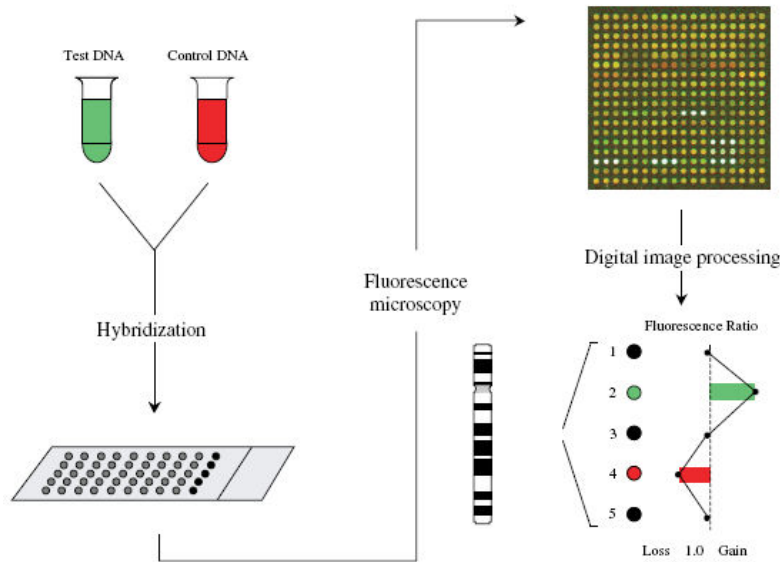 Test DNA
Control DNA
Hybridization
Fluorescence
microscopy
Digital image processing
Fluorescence Ratio
1
2
3
4
5
Loss 1.0 Gain